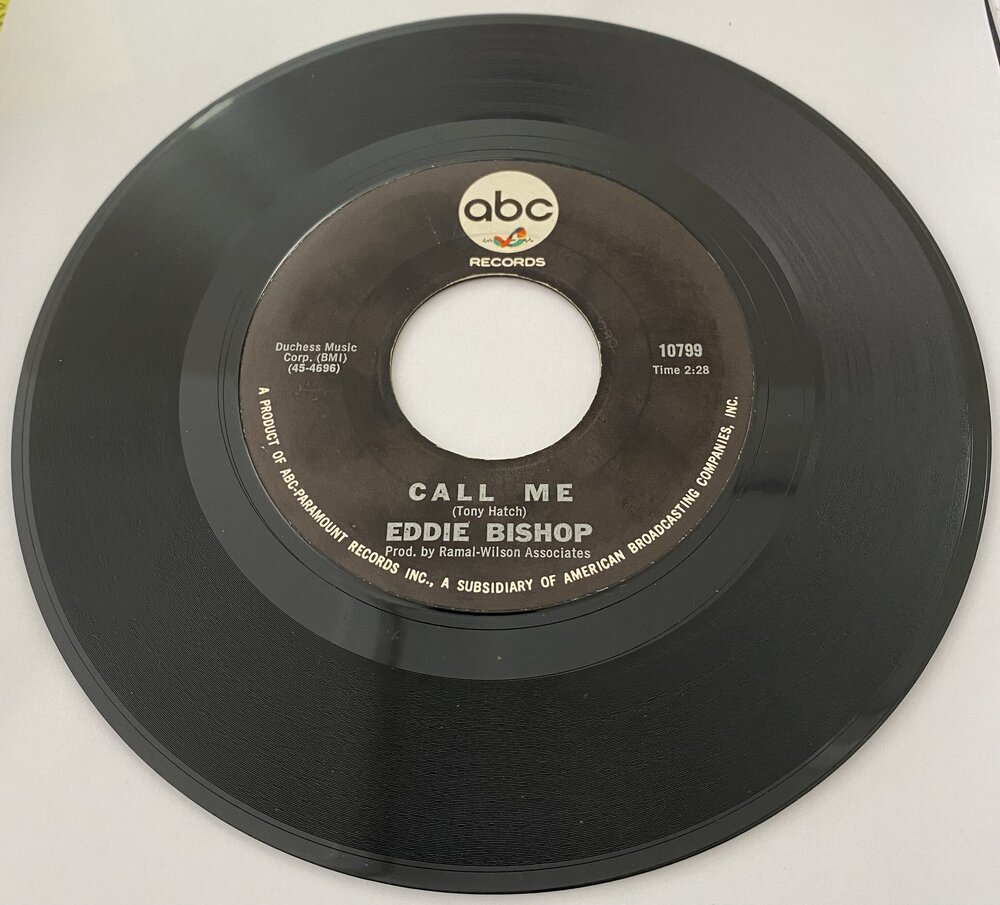 abc
RECORDS
Duchess Music
Corp. (BMI)
(45-4696)
10799
Time 2:28
CALL ME
(Tony Hatch)
EDDIE BISHOP
Prod. by Ramal-Wilson Associates
A PRODUCT OF ABC-PARAMOUNT RECORDS INC., A SUBSIDIARY OF AMERICAN BROADCASTING COMPANIES, INC.